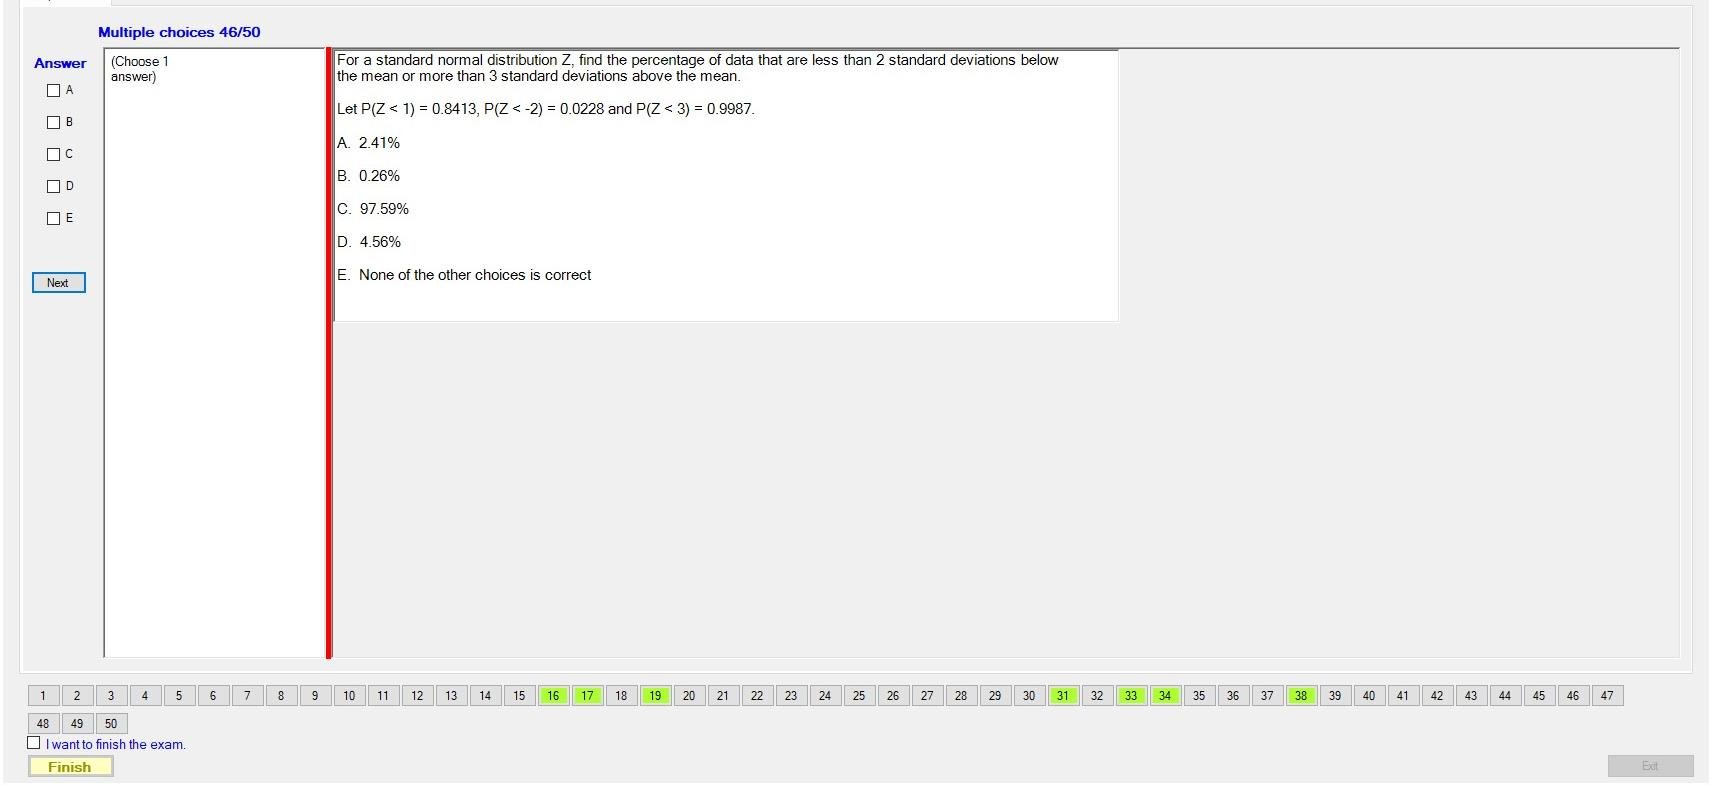 Multiple choices 46/50
Answer
(Choose 1
answer)
A
B
C
D
E
Next
For a standard normal distribution Z, find the percentage of data that are less than 2 standard deviations below
the mean or more than 3 standard deviations above the mean.
Let P(Z < 1) = 0.8413, P(Z < -2) = 0.0228 and P(Z < 3) = 0.9987.
A. 2.41%
B. 0.26%
C. 97.59%
D. 4.56%
E. None of the other choices is correct
1 2 3 4 5 6 7 8 9 10 11 12 13 14 15 16 17 18 19 20 21 22 23 24 25 26 27 28 29 30 31 32 33 34 35 36 37 38 39 40 41 42 43 44 45 46 47
48 49 50
I want to finish the exam.
Finish
Exit